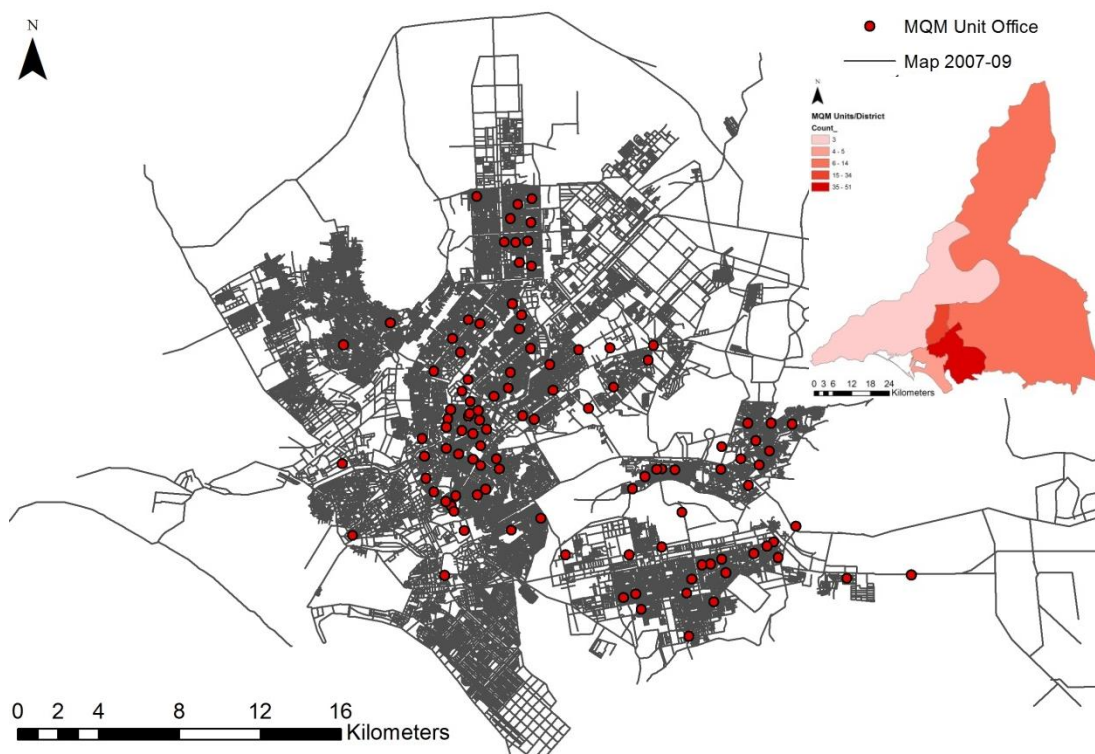 N
MQM Unit Office
Map 2007-09
N
MQM Units/District
Count_
3
4 - 5
6 - 14
15 - 34
35 - 51
0 3 6 12 18 24
Kilometers
0 2 4 8 12 16
Kilometers